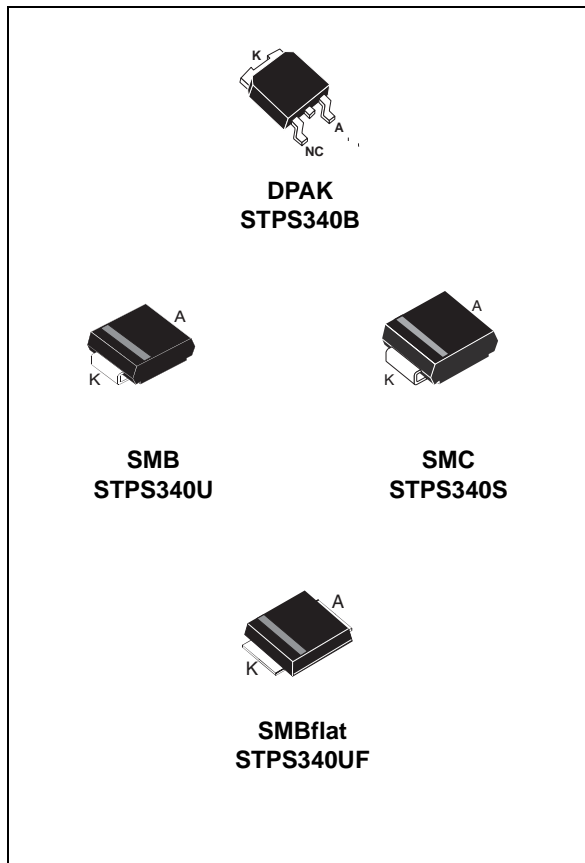 K
A
NC
DPAK
STPS340B
A
K
SMB
STPS340U
A
K
SMC
STPS340S
A
K
SMBflat
STPS340UF